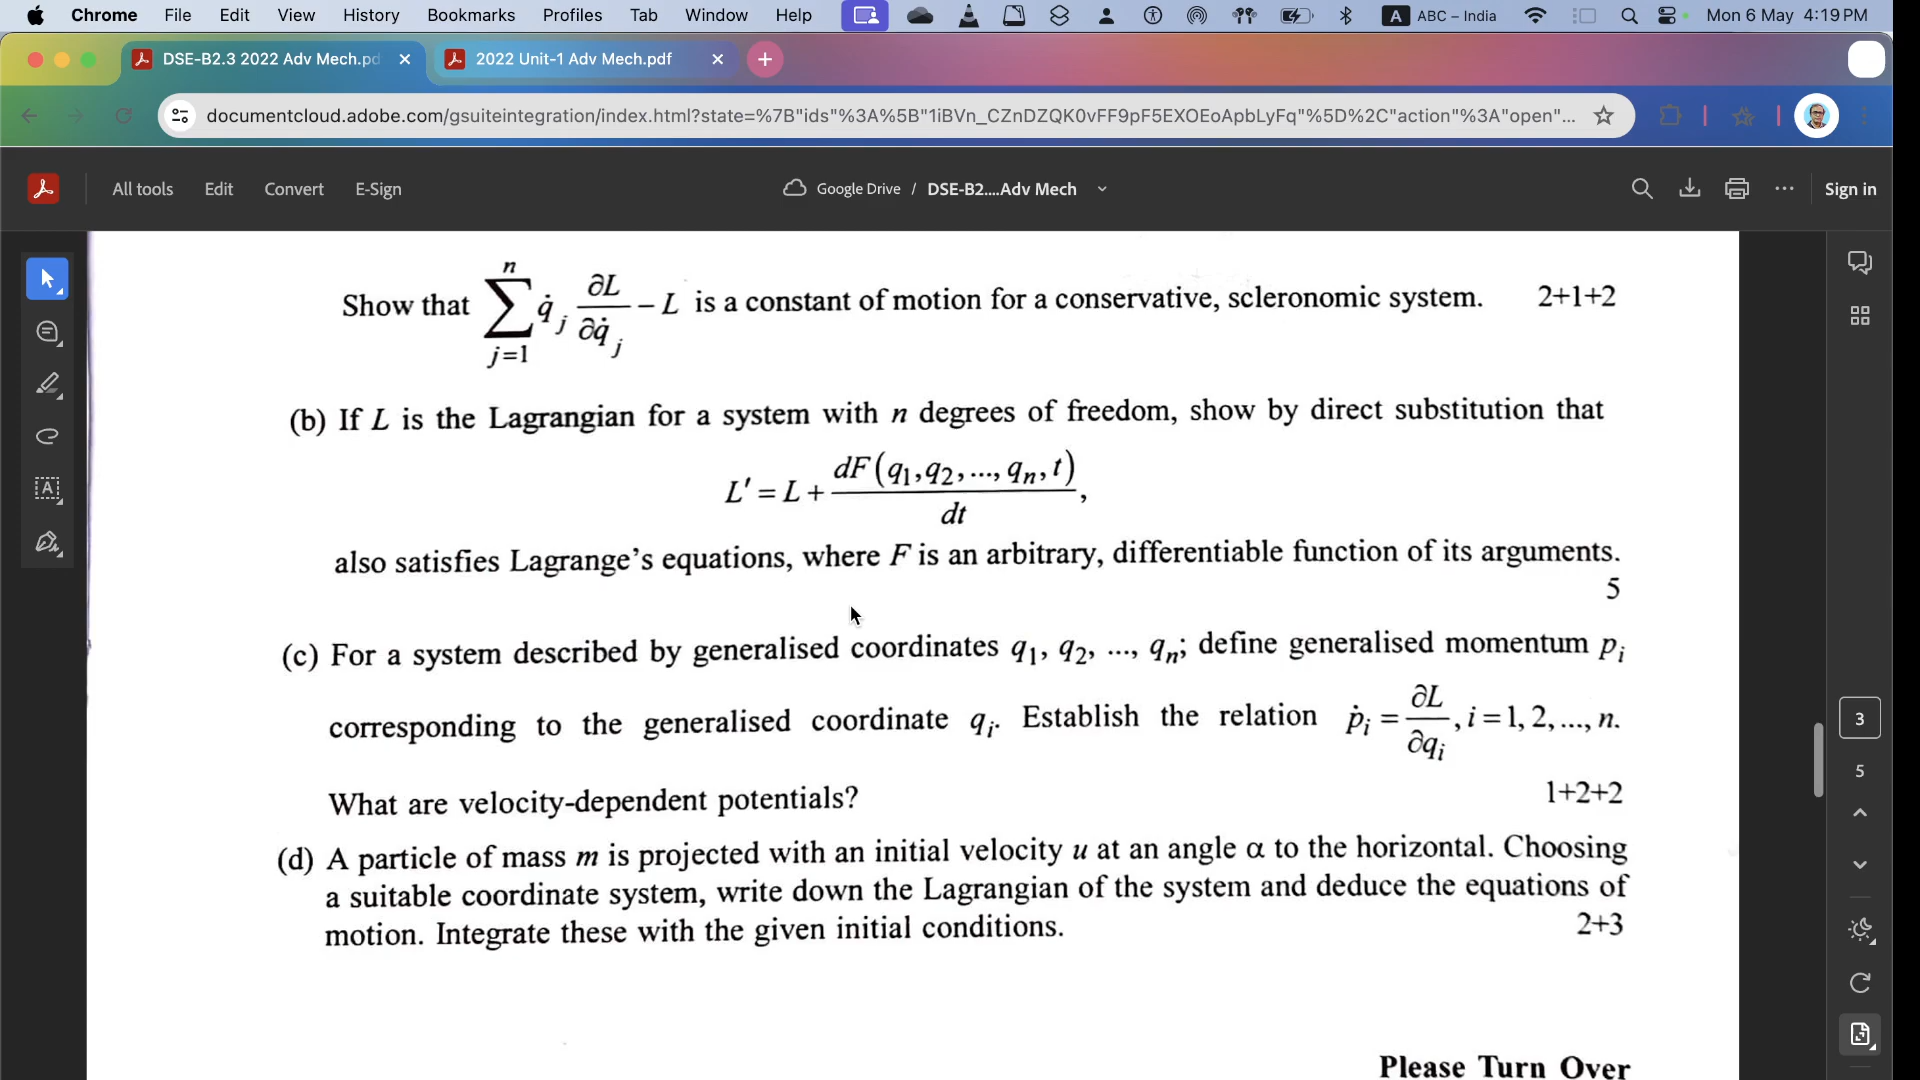 Chrome File Edit View History Bookmarks Profiles Tab Window Help A ABC – India Mon 6 May 4:19 PM
DSE-B2.3 2022 Adv Mech.pd 2022 Unit-1 Adv Mech.pdf
documentcloud.adobe.com/gsuiteintegration/index.html?state=%7B"ids"%3A%5B"1iBVn_CZnDZQK0vFF9pF5EXOEoApbLyFq"%5D%2C"action"%3A"open"...
All tools Edit Convert E-Sign Google Drive / DSE-B2....Adv Mech Sign in
Show that ∑_{j=1}^{n} q̇_j ∂L/∂q̇_j − L is a constant of motion for a conservative, scleronomic system. 2+1+2
(b) If L is the Lagrangian for a system with n degrees of freedom, show by direct substitution that
L′ = L + dF(q₁,q₂,...,qₙ,t)/dt,
also satisfies Lagrange's equations, where F is an arbitrary, differentiable function of its arguments.
5
(c) For a system described by generalised coordinates q₁, q₂, ..., qₙ; define generalised momentum pᵢ
corresponding to the generalised coordinate qᵢ. Establish the relation ṗᵢ = ∂L/∂qᵢ, i = 1, 2, ..., n.
What are velocity-dependent potentials? 1+2+2
(d) A particle of mass m is projected with an initial velocity u at an angle α to the horizontal. Choosing
a suitable coordinate system, write down the Lagrangian of the system and deduce the equations of
motion. Integrate these with the given initial conditions. 2+3
Please Turn Over
3
5